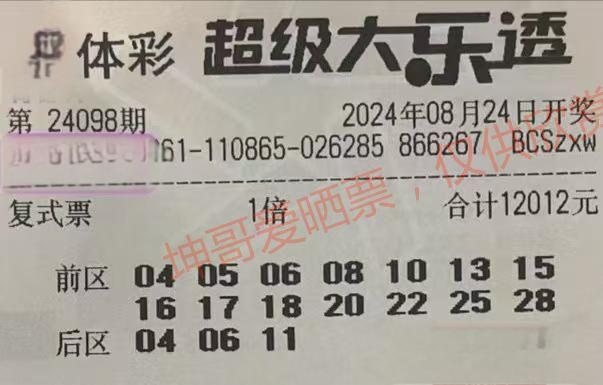 体彩 超级大乐透
第 24098期 2024年08月24日开奖
161-110865-026285 866267 BCSzxw
复式票 1倍 合计12012元
坤哥爱晒票,仅供欣赏
前区 04 05 06 08 10 13 15
16 17 18 20 22 25 28
后区 04 06 11